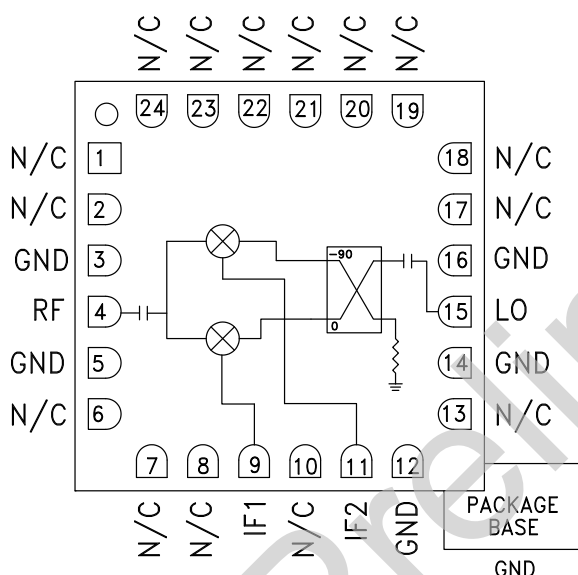 N/C N/C N/C N/C N/C N/C
24 23 22 21 20 19
N/C 1
18 N/C
N/C 2
17 N/C
GND 3
-90
16 GND
RF 4
15 LO
0
GND 5
14 GND
N/C 6
13 N/C
7 8 9 10 11 12
N/C N/C IF1 N/C IF2 GND
PACKAGE
BASE
GND
Prelin